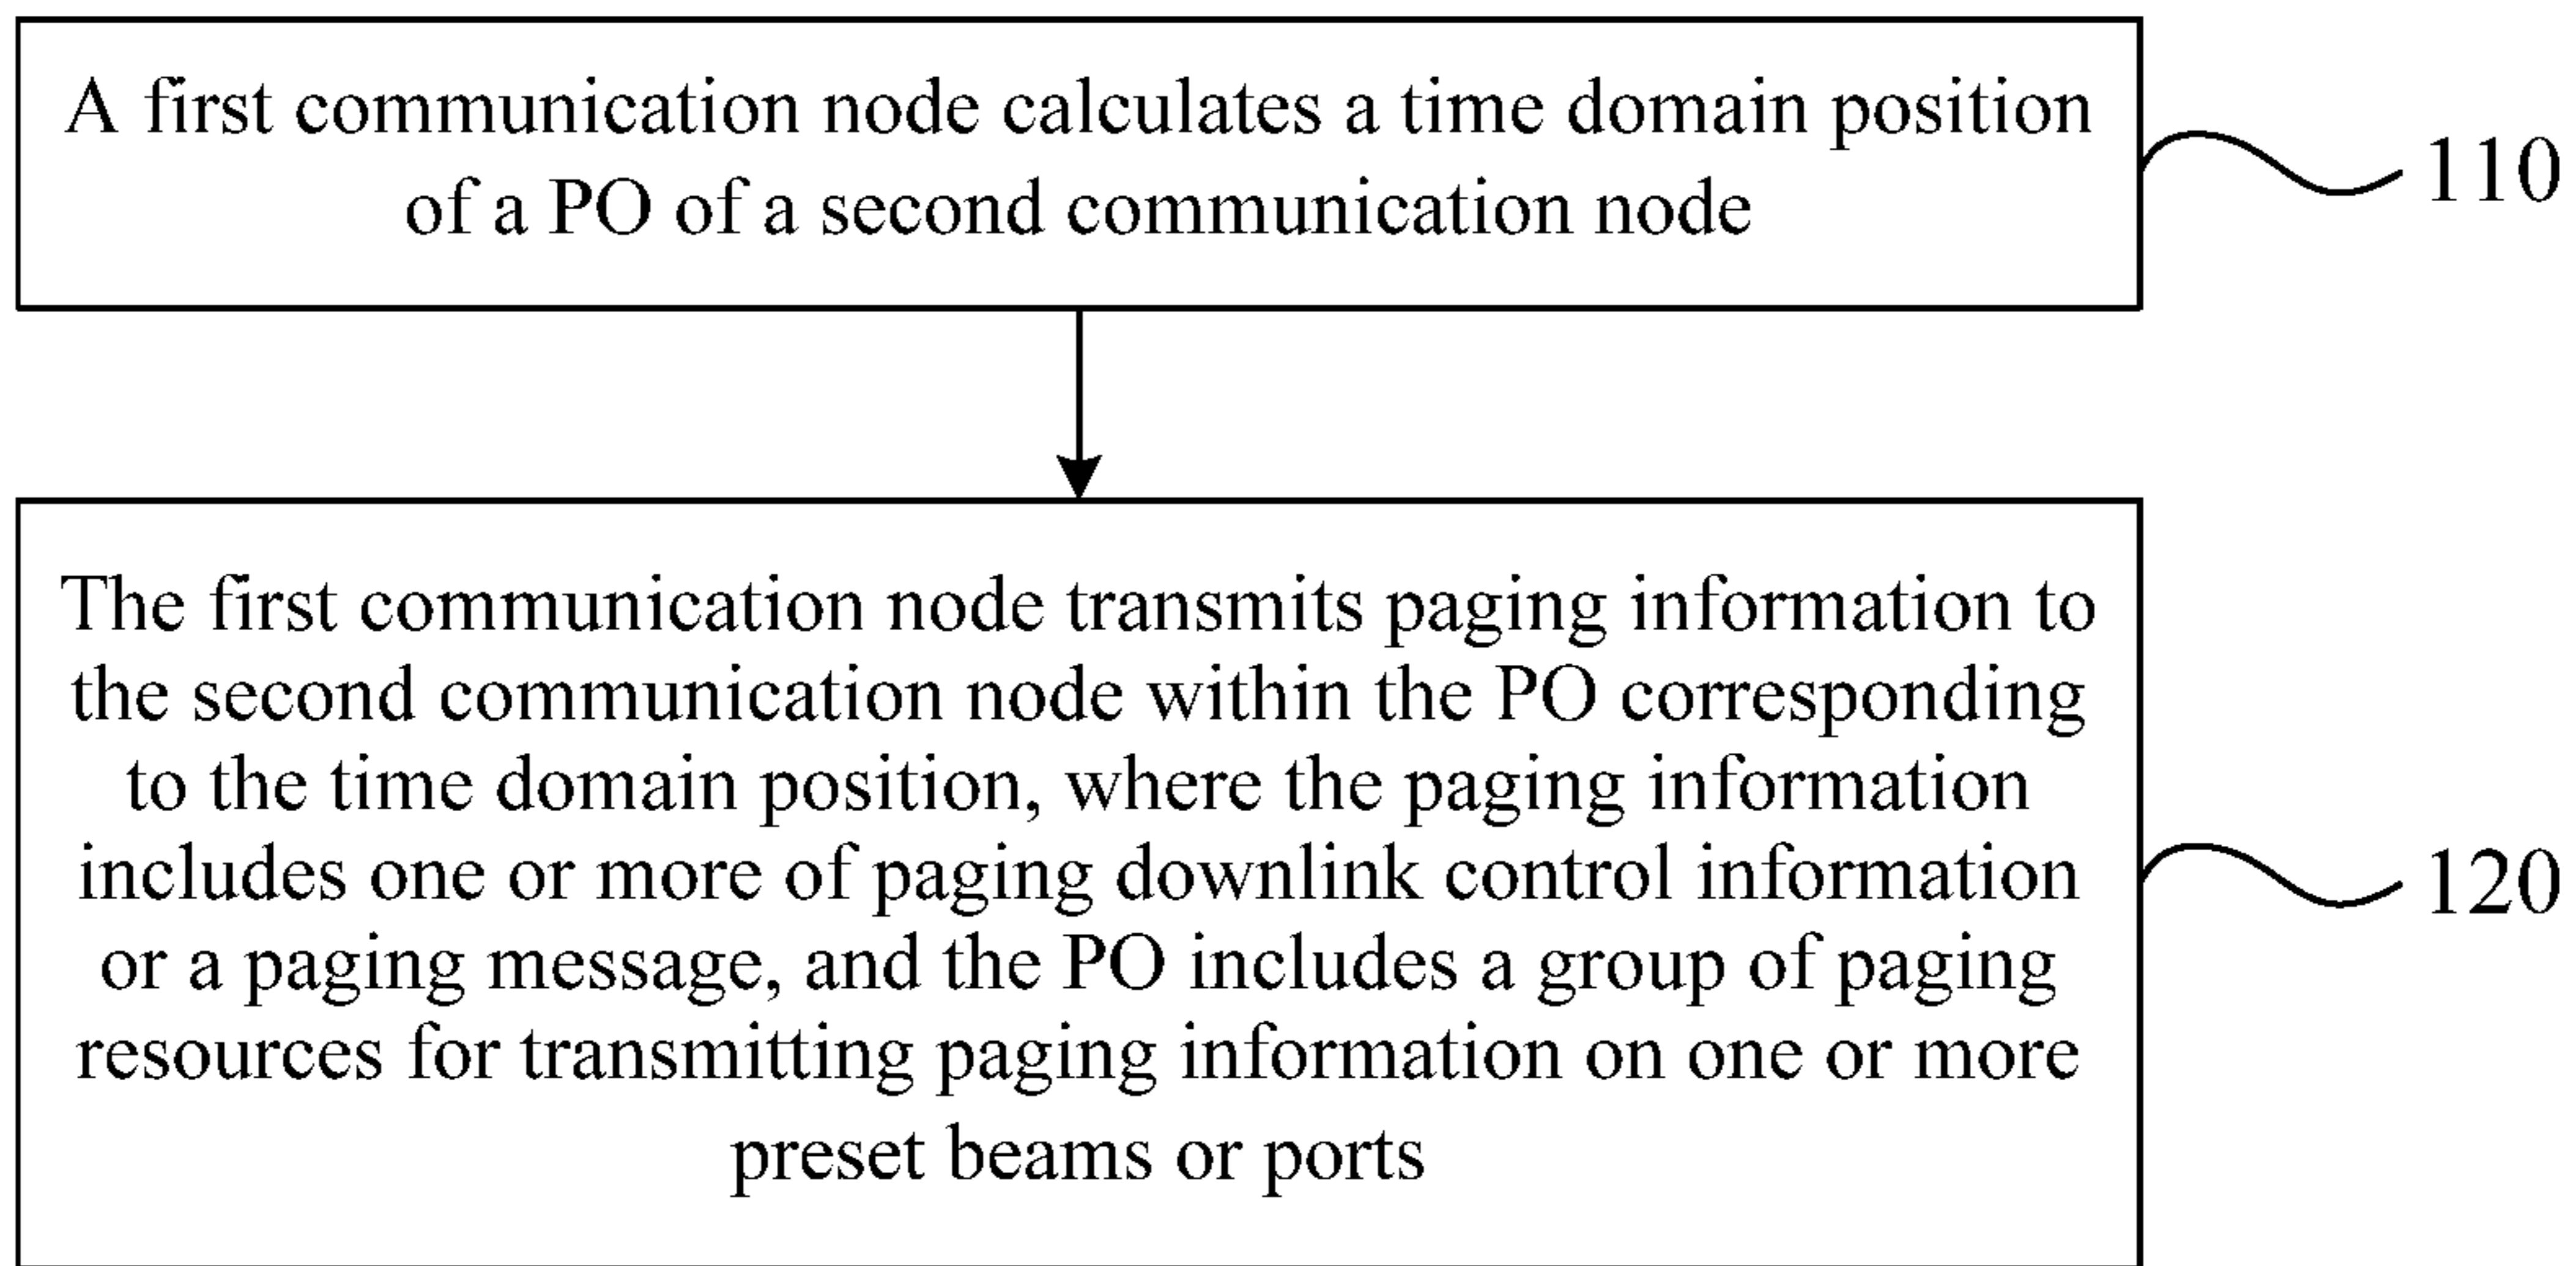 A first communication node calculates a time domain position
of a PO of a second communication node
110
The first communication node transmits paging information to
the second communication node within the PO corresponding
to the time domain position, where the paging information
includes one or more of paging downlink control information
or a paging message, and the PO includes a group of paging
resources for transmitting paging information on one or more
preset beams or ports
120